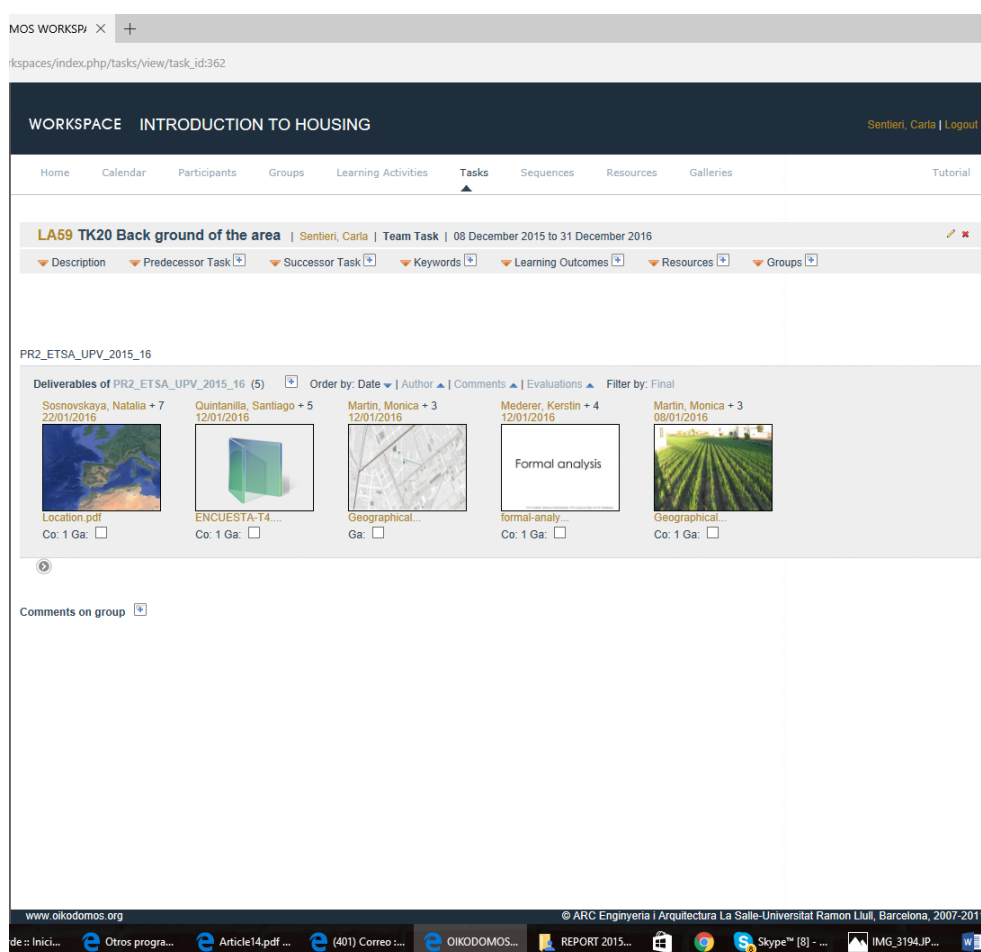 MOS WORKSPA
kspaces/index.php/tasks/view/task_id:362
WORKSPACE INTRODUCTION TO HOUSING
Sentieri, Carla | Logout
Home Calendar Participants Groups Learning Activities Tasks Sequences Resources Galleries Tutorial
LA59 TK20 Back ground of the area | Sentieri, Carla | Team Task | 08 December 2015 to 31 December 2016
Description Predecessor Task Successor Task Keywords Learning Outcomes Resources Groups
PR2_ETSA_UPV_2015_16
Deliverables of PR2_ETSA_UPV_2015_16 (5) Order by: Date | Author | Comments | Evaluations Filter by: Final
Sosnovskaya, Natalia + 7 Quintanilla, Santiago + 5 Martin, Monica + 3 Mederer, Kerstin + 4 Martin, Monica + 3
22/01/2016 12/01/2016 12/01/2016 12/01/2016 08/01/2016
Formal analysis
Location.pdf ENCUESTA-T4.... Geographical... formal-analy... Geographical...
Co: 1 Ga: Co: 1 Ga: Ga: Co: 1 Ga: Co: 1 Ga:
Comments on group
www.oikodomos.org © ARC Enginyeria i Arquitectura La Salle-Universitat Ramon Llull, Barcelona, 2007-201
rde :: Inici... Otros progra... Article14.pdf ... (401) Correo :... OIKODOMOS... REPORT 2015... Skype™ [8] - ... IMG_3194.JP...